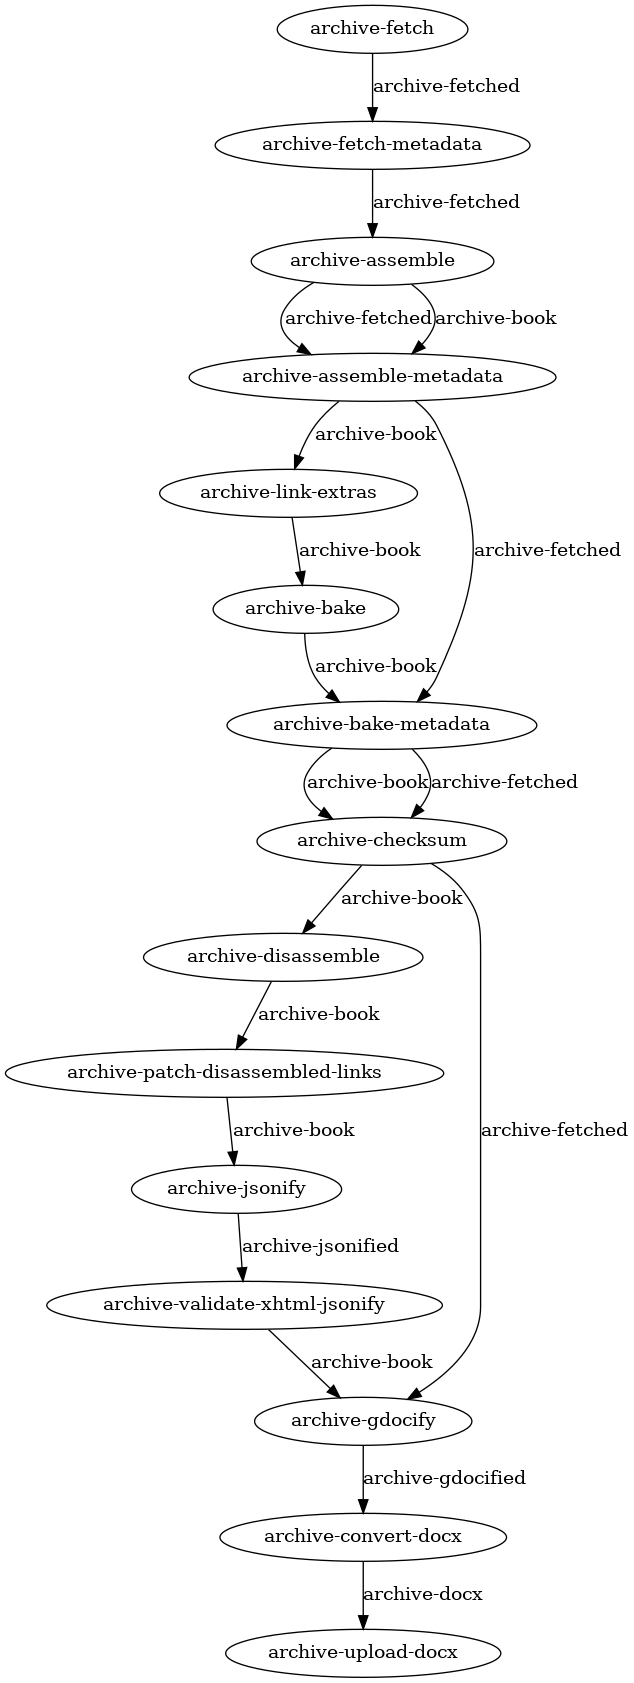 archive-fetch
archive-fetched
archive-fetch-metadata
archive-fetched
archive-assemble
archive-fetched
archive-book
archive-assemble-metadata
archive-book
archive-link-extras
archive-book
archive-fetched
archive-bake
archive-book
archive-bake-metadata
archive-book
archive-fetched
archive-checksum
archive-book
archive-disassemble
archive-book
archive-patch-disassembled-links
archive-book
archive-fetched
archive-jsonify
archive-jsonified
archive-validate-xhtml-jsonify
archive-book
archive-gdocify
archive-gdocified
archive-convert-docx
archive-docx
archive-upload-docx